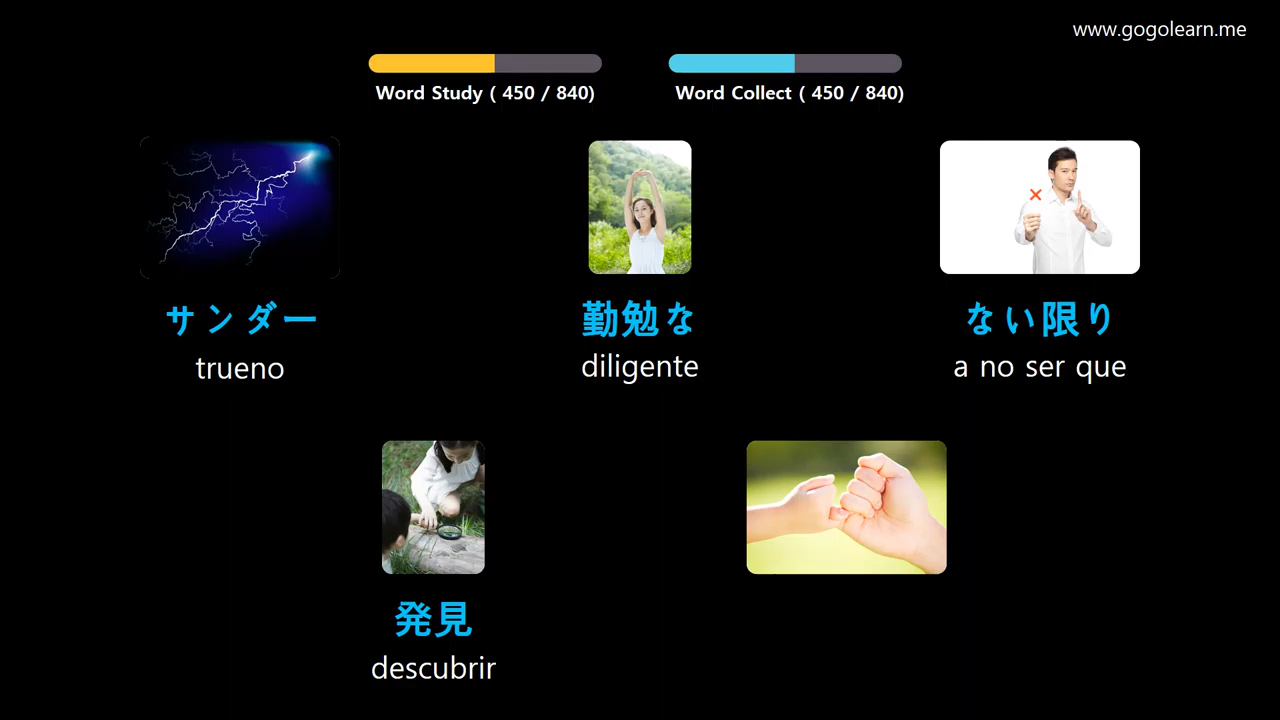 www.gogolearn.me
Word Study ( 450 / 840)
Word Collect ( 450 / 840)
サンダー
trueno
勤勉な
diligente
ない限り
a no ser que
発見
descubrir